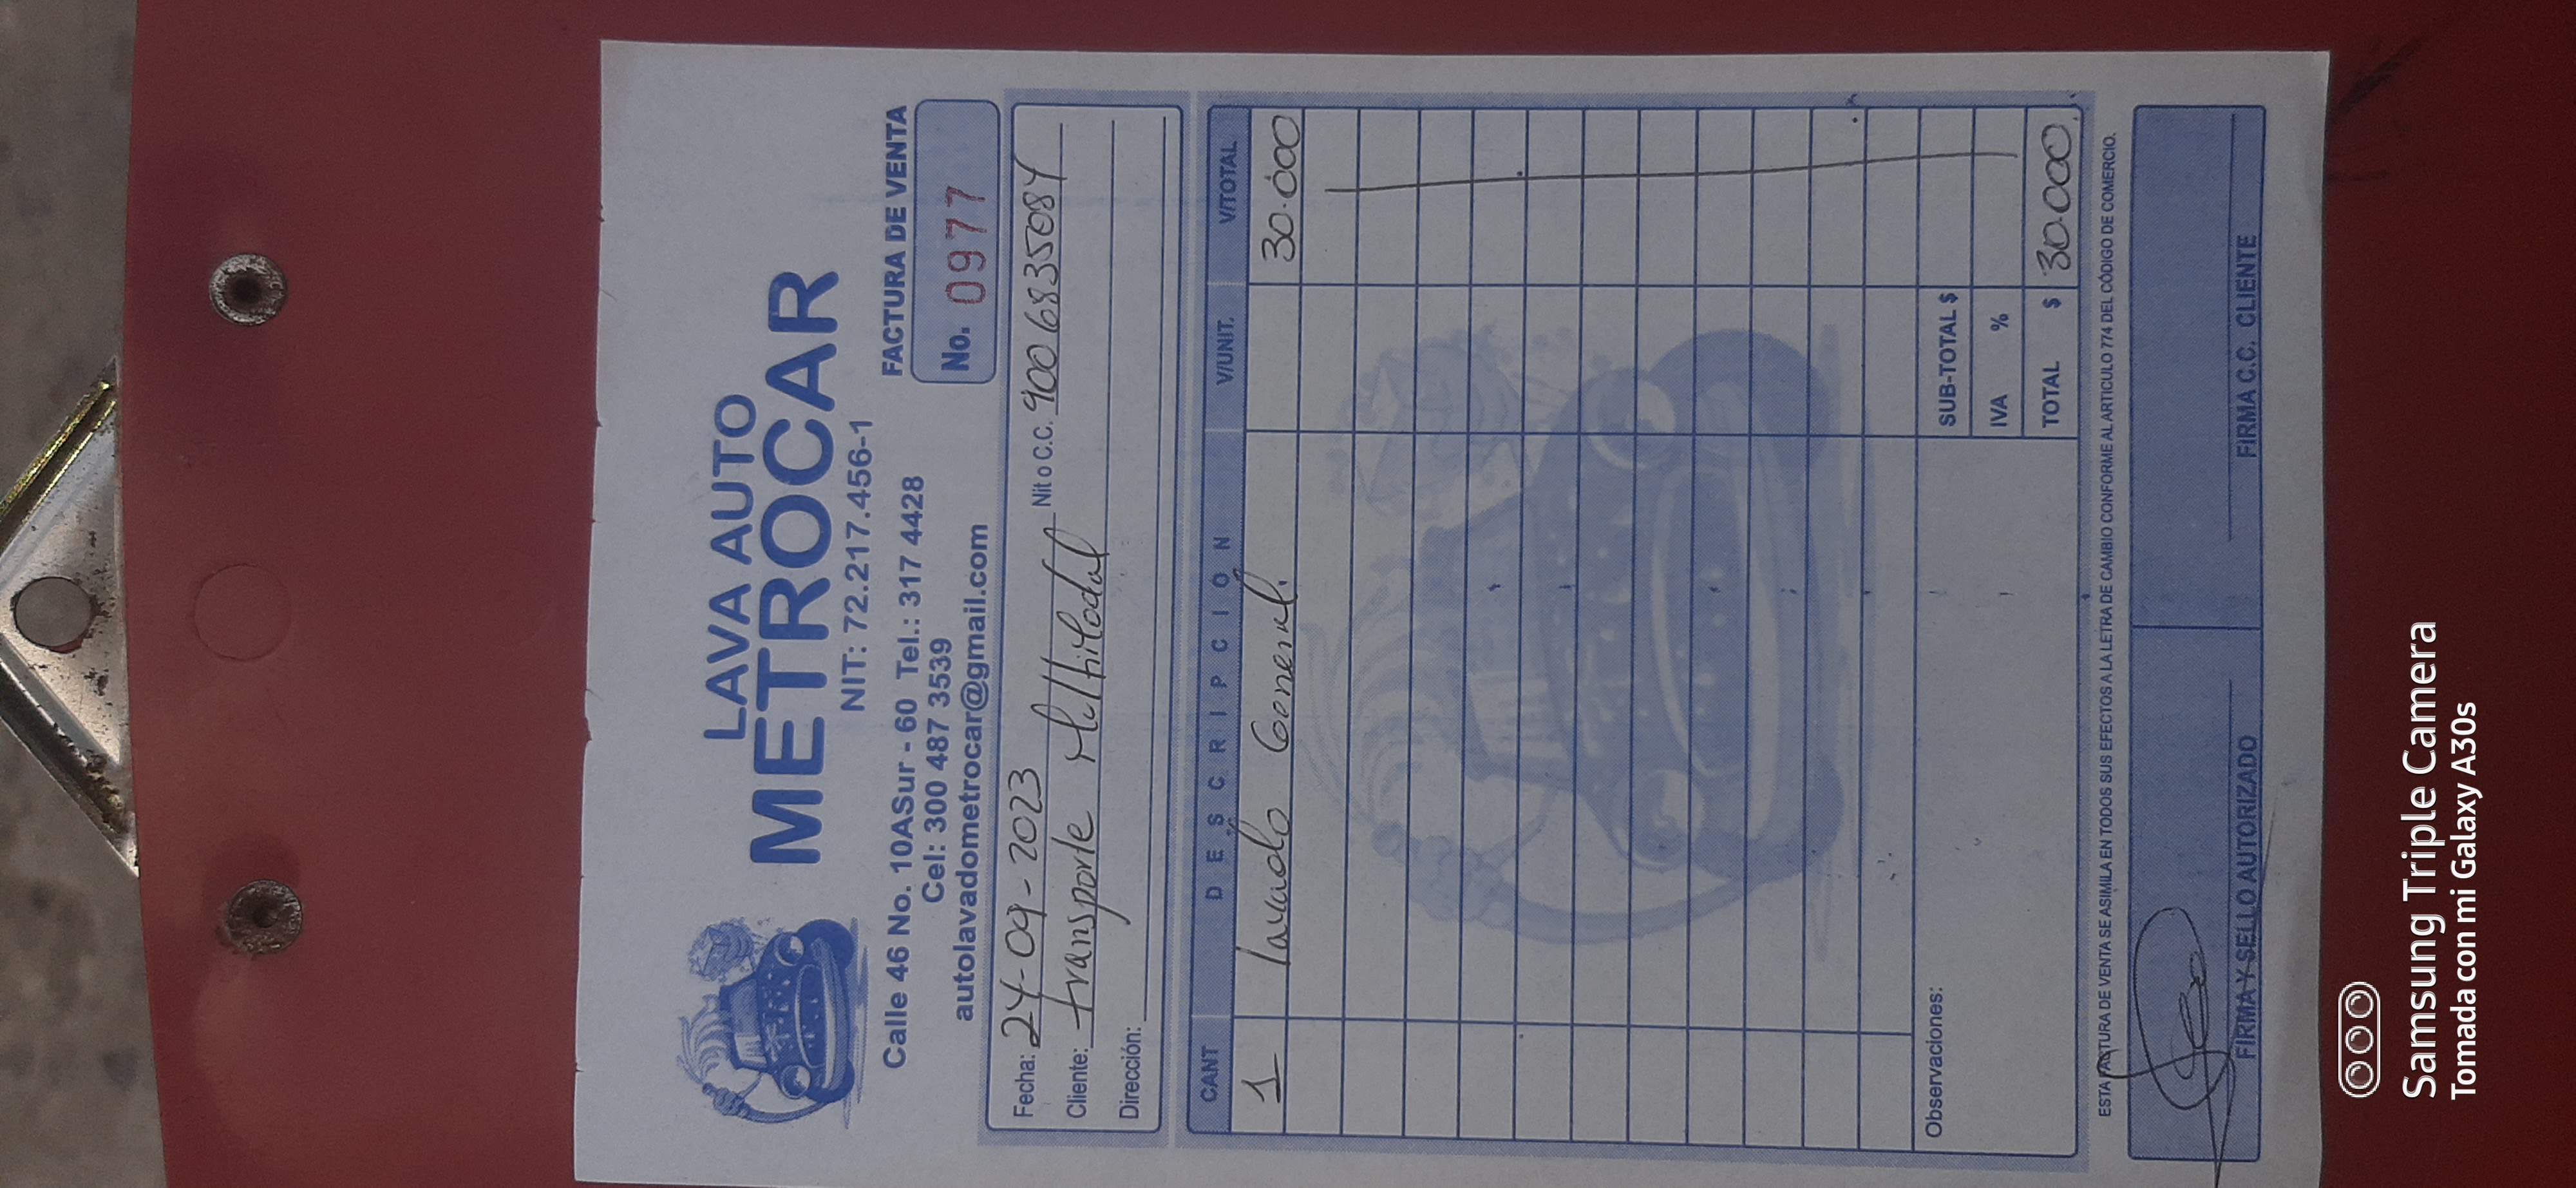 LAVA AUTO
METROCAR
NIT: 72.217.456-1
Calle 46 No. 10ASur - 60 Tel.: 317 4428
Cel: 300 487 3539
autolavadometrocar@gmail.com
FACTURA DE VENTA
No. 0977
Fecha: 24-09-2023
Cliente: transporte Multitodal Nit o C.C. 9006835084
Dirección:
CANT DESCRIPCION V/UNIT. V/TOTAL
1 lavado General. 30.000
SUB-TOTAL $
IVA %
TOTAL $ 30.000
Observaciones:
ESTA FACTURA DE VENTA SE ASIMILA EN TODOS SUS EFECTOS A LA LETRA DE CAMBIO CONFORME AL ARTICULO 774 DEL CÓDIGO DE COMERCIO.
FIRMA Y SELLO AUTORIZADO FIRMA C.C. CLIENTE
Samsung Triple Camera
Tomada con mi Galaxy A30s